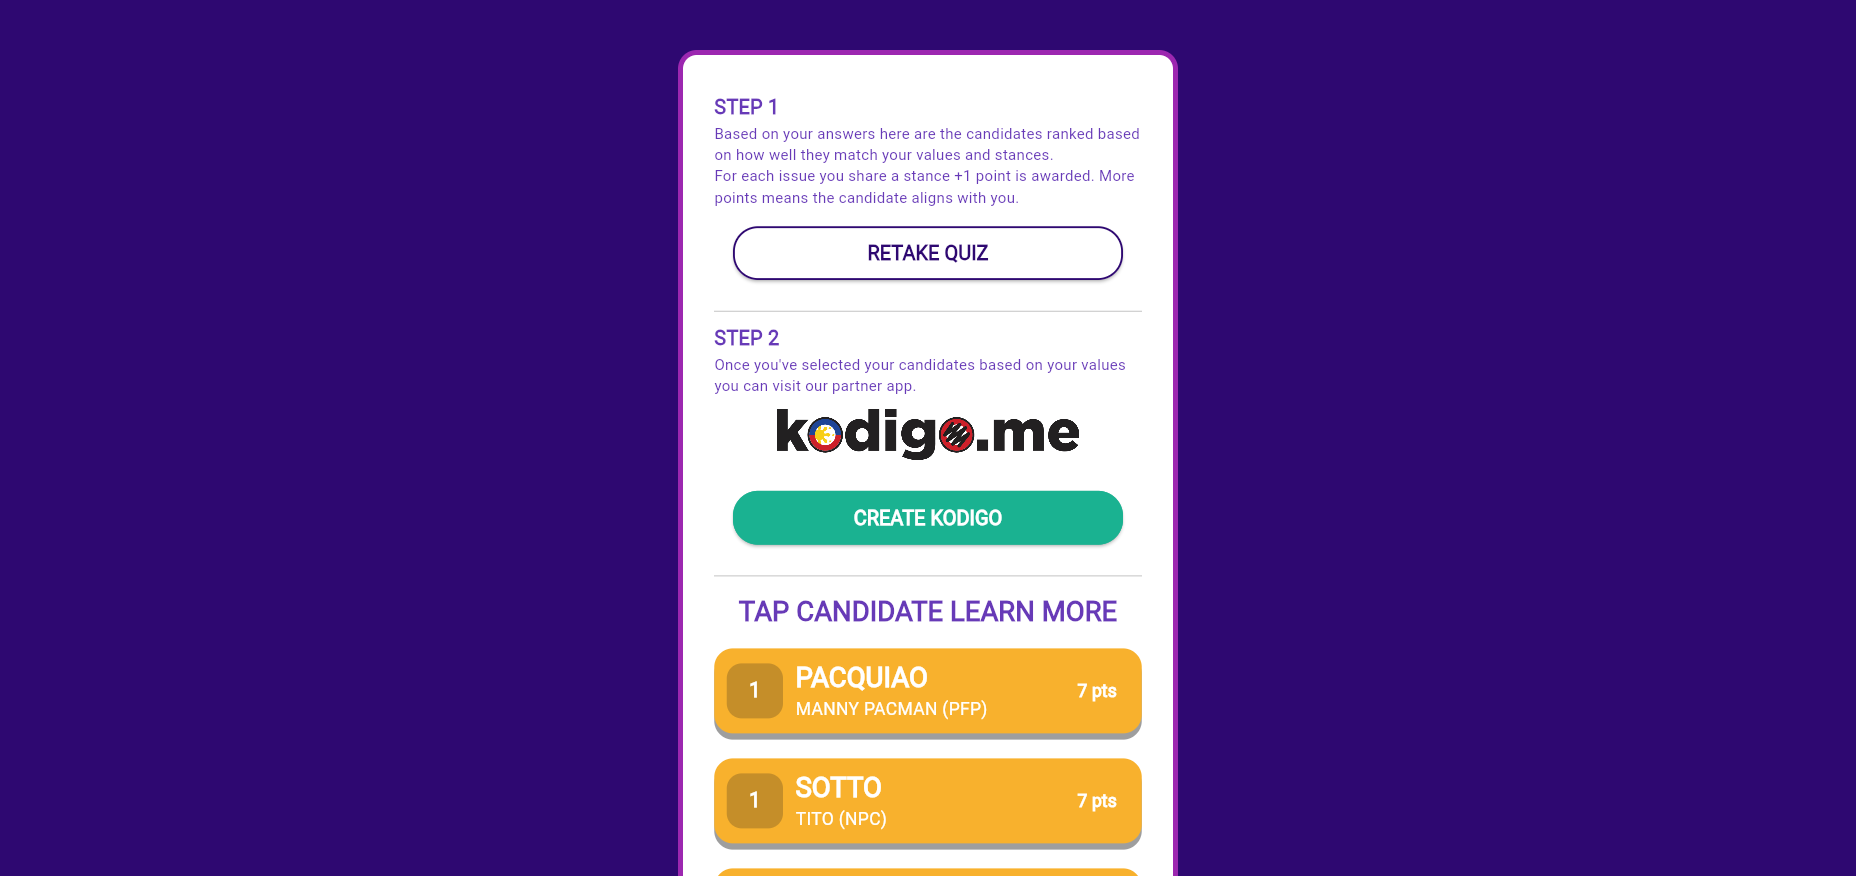 STEP 1
Based on your answers here are the candidates ranked based
on how well they match your values and stances.
For each issue you share a stance +1 point is awarded. More
points means the candidate aligns with you.
RETAKE QUIZ
STEP 2
Once you've selected your candidates based on your values
you can visit our partner app.
kodigo.me
CREATE KODIGO
TAP CANDIDATE LEARN MORE
1
PACQUIAO
MANNY PACMAN (PFP)
7 pts
1
SOTTO
TITO (NPC)
7 pts